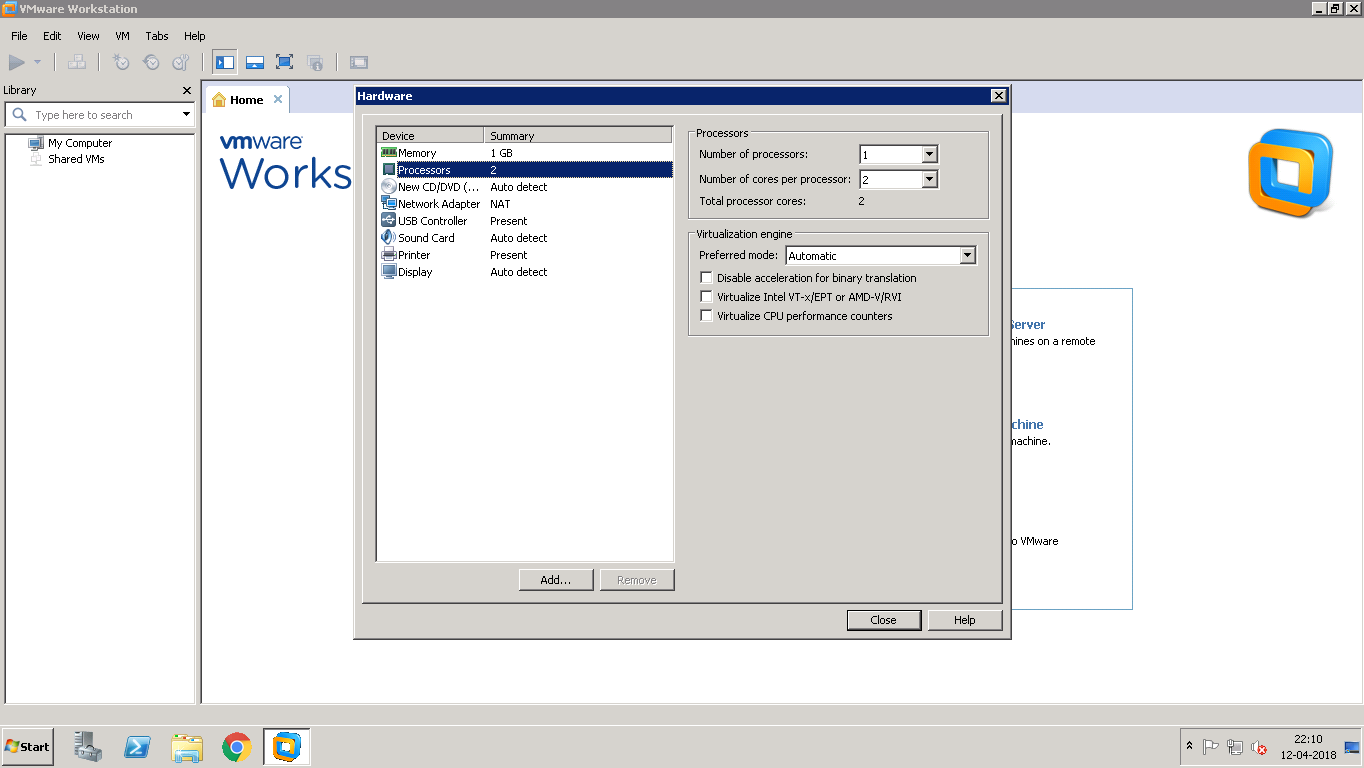 VMware Workstation
File Edit View VM Tabs Help
Library
Type here to search
My Computer
Shared VMs
Home
vmware
Works
Hardware
Device Summary
Memory 1 GB
Processors 2
New CD/DVD (... Auto detect
Network Adapter NAT
USB Controller Present
Sound Card Auto detect
Printer Present
Display Auto detect
Add... Remove
Processors
Number of processors: 1
Number of cores per processor: 2
Total processor cores: 2
Virtualization engine
Preferred mode: Automatic
Disable acceleration for binary translation
Virtualize Intel VT-x/EPT or AMD-V/RVI
Virtualize CPU performance counters
Close Help
Server
hines on a remote
chine
machine.
o VMware
Start
22:10
12-04-2018